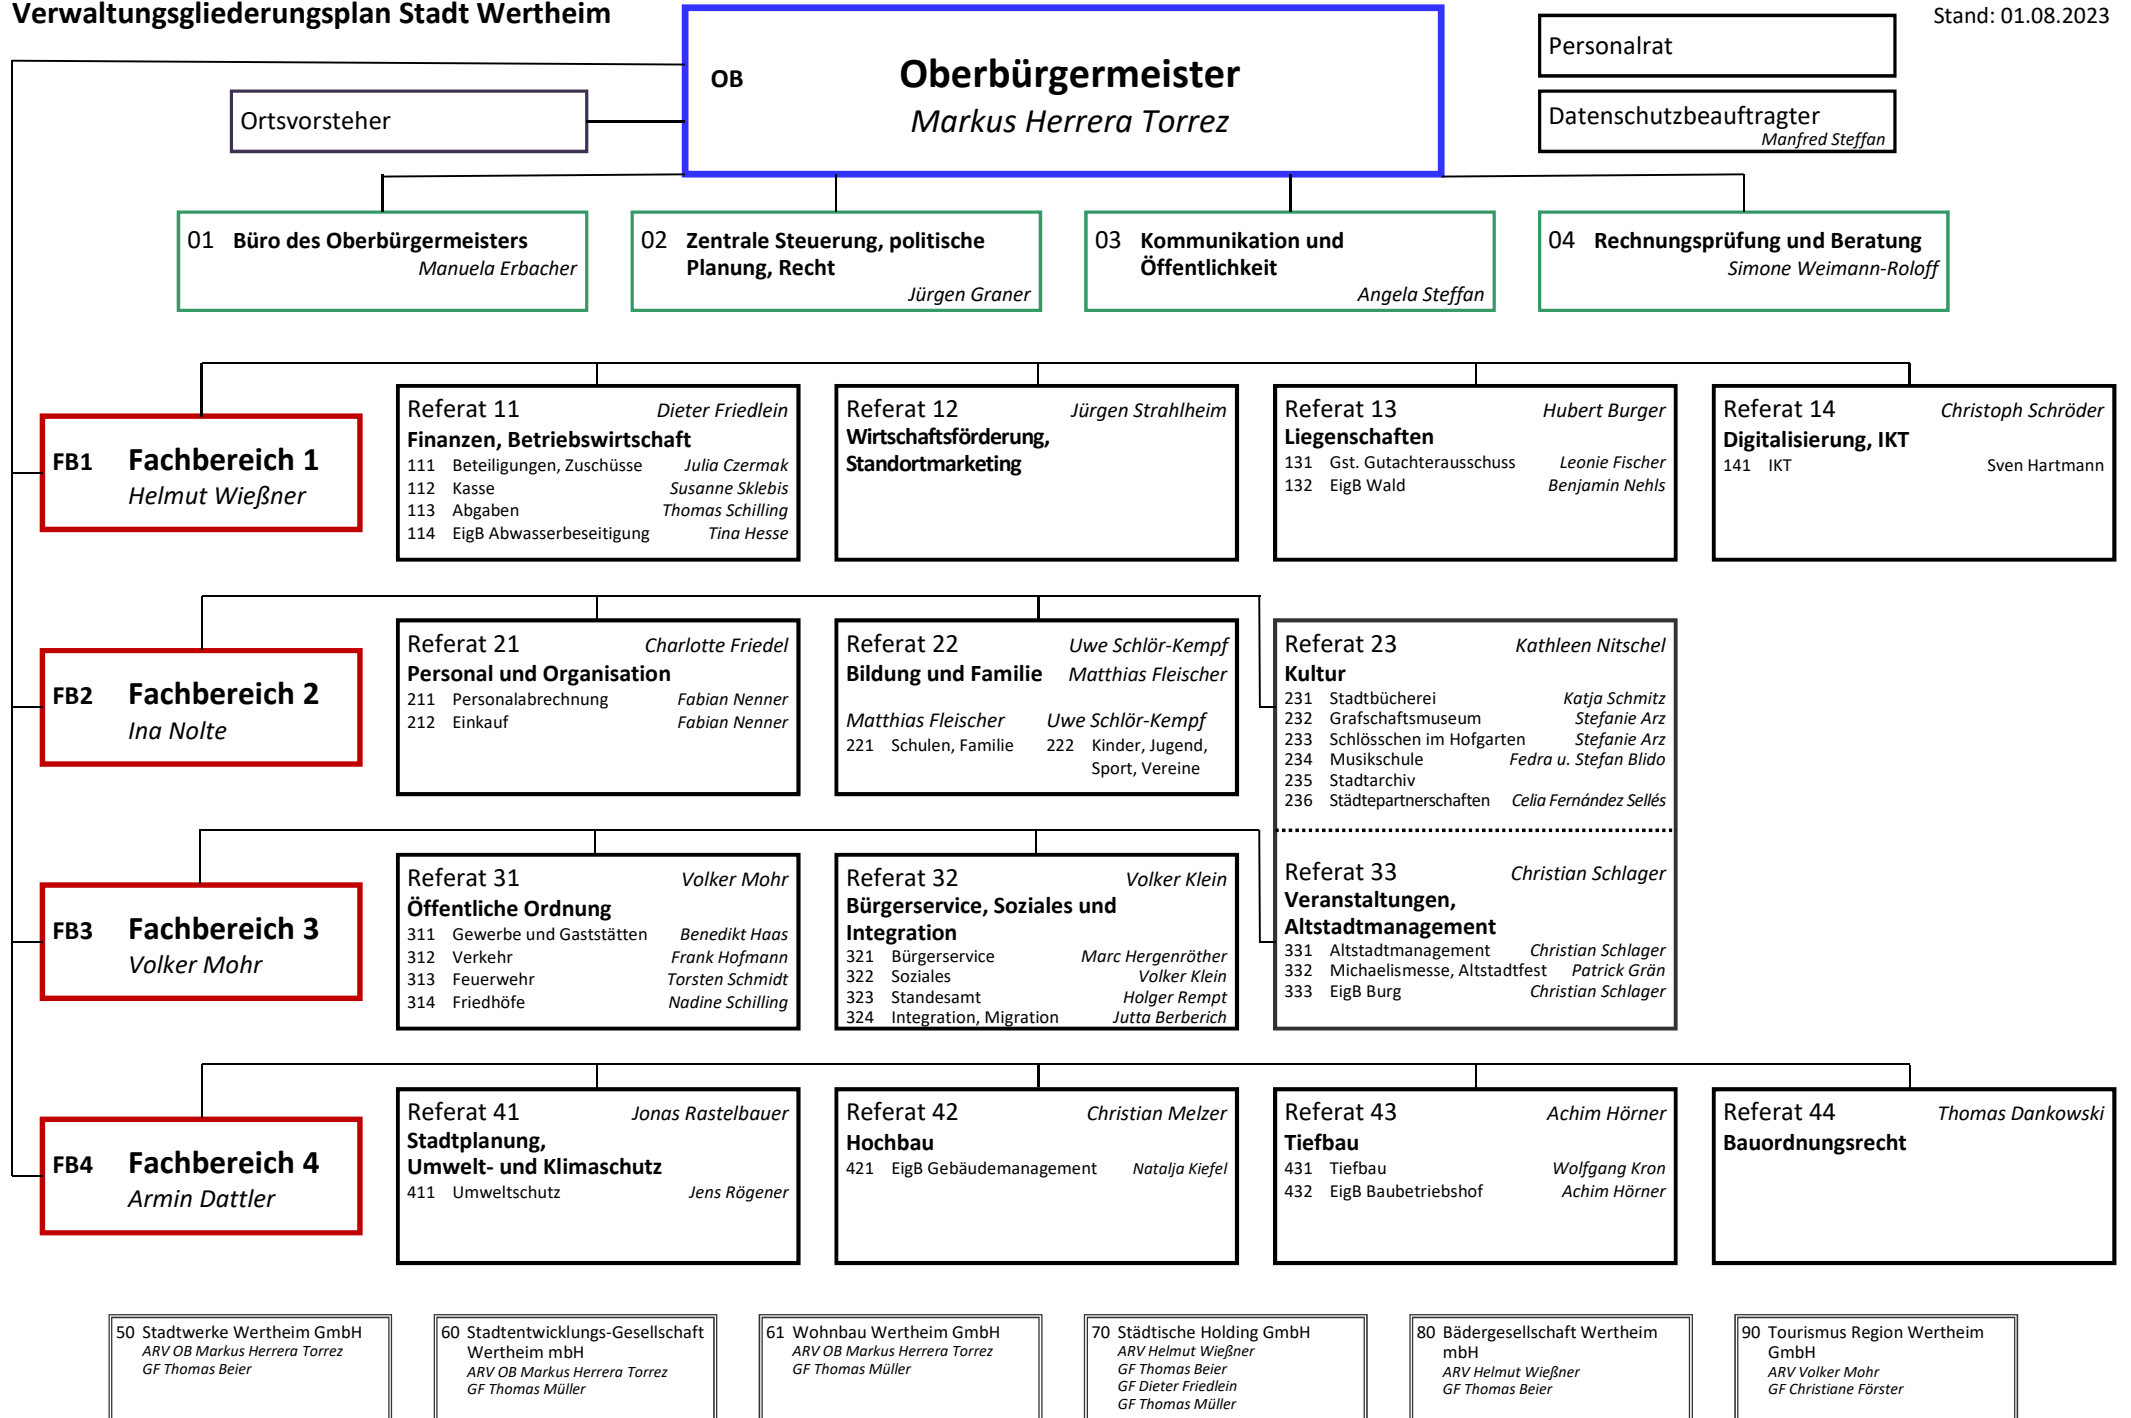 Verwaltungsgliederungsplan Stadt Wertheim
Stand: 01.08.2023
OB
Oberbürgermeister
Markus Herrera Torrez
Personalrat
Datenschutzbeauftragter
Manfred Steffan
Ortsvorsteher
01 Büro des Oberbürgermeisters
Manuela Erbacher
02 Zentrale Steuerung, politische
Planung, Recht
Jürgen Graner
03 Kommunikation und
Öffentlichkeit
Angela Steffan
04 Rechnungsprüfung und Beratung
Simone Weimann-Roloff
FB1 Fachbereich 1
Helmut Wießner
Referat 11 Dieter Friedlein
Finanzen, Betriebswirtschaft
111 Beteiligungen, Zuschüsse Julia Czermak
112 Kasse Susanne Sklebis
113 Abgaben Thomas Schilling
114 EigB Abwasserbeseitigung Tina Hesse
Referat 12 Jürgen Strahlheim
Wirtschaftsförderung,
Standortmarketing
Referat 13 Hubert Burger
Liegenschaften
131 Gst. Gutachterausschuss Leonie Fischer
132 EigB Wald Benjamin Nehls
Referat 14 Christoph Schröder
Digitalisierung, IKT
141 IKT Sven Hartmann
FB2 Fachbereich 2
Ina Nolte
Referat 21 Charlotte Friedel
Personal und Organisation
211 Personalabrechnung Fabian Nenner
212 Einkauf Fabian Nenner
Referat 22 Uwe Schlör-Kempf
Bildung und Familie Matthias Fleischer
Matthias Fleischer Uwe Schlör-Kempf
221 Schulen, Familie 222 Kinder, Jugend,
Sport, Vereine
Referat 23 Kathleen Nitschel
Kultur
231 Stadtbücherei Katja Schmitz
232 Grafschaftsmuseum Stefanie Arz
233 Schlösschen im Hofgarten Stefanie Arz
234 Musikschule Fedra u. Stefan Blido
235 Stadtarchiv
236 Städtepartnerschaften Celia Fernández Sellés
FB3 Fachbereich 3
Volker Mohr
Referat 31 Volker Mohr
Öffentliche Ordnung
311 Gewerbe und Gaststätten Benedikt Haas
312 Verkehr Frank Hofmann
313 Feuerwehr Torsten Schmidt
314 Friedhöfe Nadine Schilling
Referat 32 Volker Klein
Bürgerservice, Soziales und
Integration
321 Bürgerservice Marc Hergenröther
322 Soziales Volker Klein
323 Standesamt Holger Rempt
324 Integration, Migration Jutta Berberich
Referat 33 Christian Schlager
Veranstaltungen,
Altstadtmanagement
331 Altstadtmanagement Christian Schlager
332 Michaelismesse, Altstadtfest Patrick Grän
333 EigB Burg Christian Schlager
FB4 Fachbereich 4
Armin Dattler
Referat 41 Jonas Rastelbauer
Stadtplanung,
Umwelt- und Klimaschutz
411 Umweltschutz Jens Rögener
Referat 42 Christian Melzer
Hochbau
421 EigB Gebäudemanagement Natalja Kiefel
Referat 43 Achim Hörner
Tiefbau
431 Tiefbau Wolfgang Kron
432 EigB Baubetriebshof Achim Hörner
Referat 44 Thomas Dankowski
Bauordnungsrecht
50 Stadtwerke Wertheim GmbH
ARV OB Markus Herrera Torrez
GF Thomas Beier
60 Stadtentwicklungs-Gesellschaft
Wertheim mbH
ARV OB Markus Herrera Torrez
GF Thomas Müller
61 Wohnbau Wertheim GmbH
ARV OB Markus Herrera Torrez
GF Thomas Müller
70 Städtische Holding GmbH
ARV Helmut Wießner
GF Thomas Beier
GF Dieter Friedlein
GF Thomas Müller
80 Bädergesellschaft Wertheim
mbH
ARV Helmut Wießner
GF Thomas Beier
90 Tourismus Region Wertheim
GmbH
ARV Volker Mohr
GF Christiane Förster